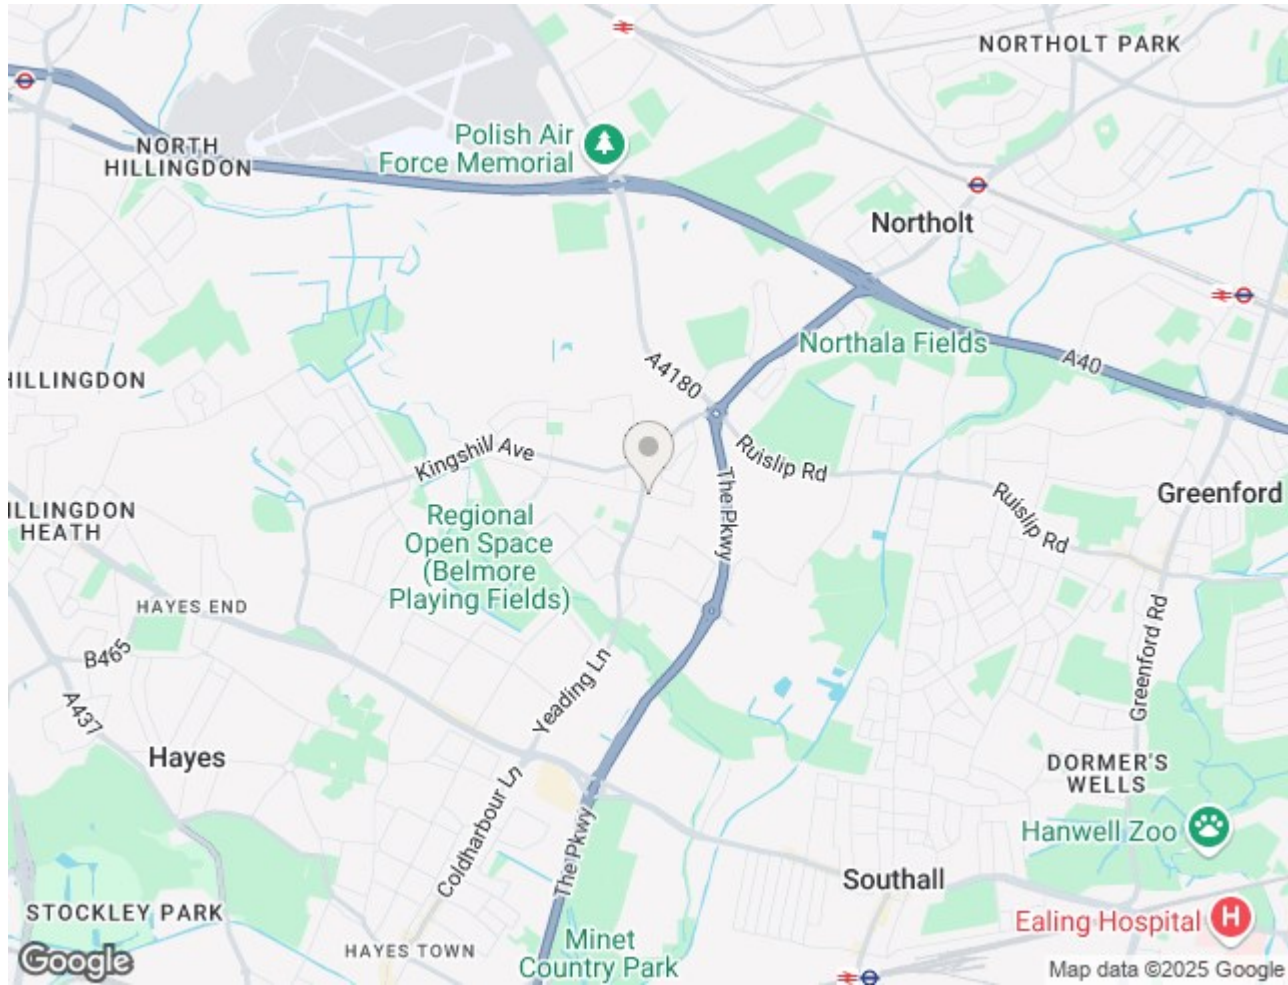 NORTHOLT PARK
Polish Air
Force Memorial
NORTH
HILLINGDON
Northolt
Northala Fields
A40
HILLINGDON
A4180
Kingshill Ave
Ruislip Rd
The Pkwy
Ruislip Rd
Greenford
ILLINGDON
HEATH
Regional
Open Space
(Belmore
Playing Fields)
HAYES END
B465
A437
Yeading Ln
Greenford Rd
Hayes
DORMER'S
WELLS
Coldharbour Ln
The Pkwy
Hanwell Zoo
Southall
STOCKLEY PARK
Ealing Hospital
H
HAYES TOWN
Minet
Country Park
Google
Map data ©2025 Google